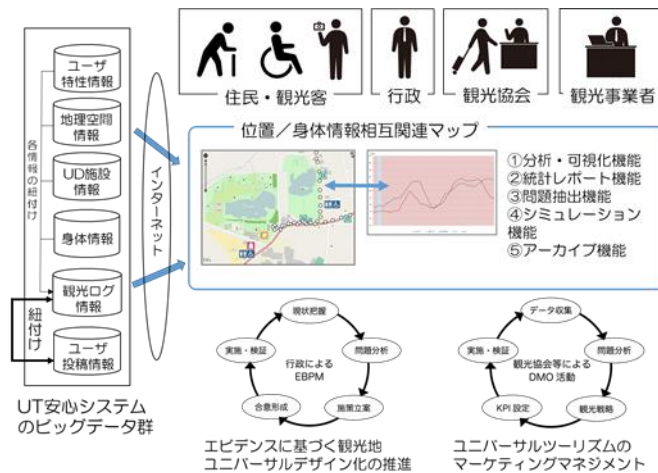 ユーザ
特性情報
地理空間
情報
UD施設
情報
身体情報
観光ログ
情報
ユーザ
投稿情報
各情報の紐付け
紐付け
UT安心システム
のビッグデータ群
インターネット
住民・観光客
行政
観光協会
観光事業者
位置／身体情報相互関連マップ
①分析・可視化機能
②統計レポート機能
③問題抽出機能
④シミュレーション
機能
⑤アーカイブ機能
現状把握
問題分析
施策立案
合意形成
実施・検証
行政による
EBPM
エビデンスに基づく観光地
ユニバーサルデザイン化の推進
データ収集
問題分析
観光戦略
KPI 設定
実施・検証
観光協会等による
DMO 活動
ユニバーサルツーリズムの
マーケティングマネジメント